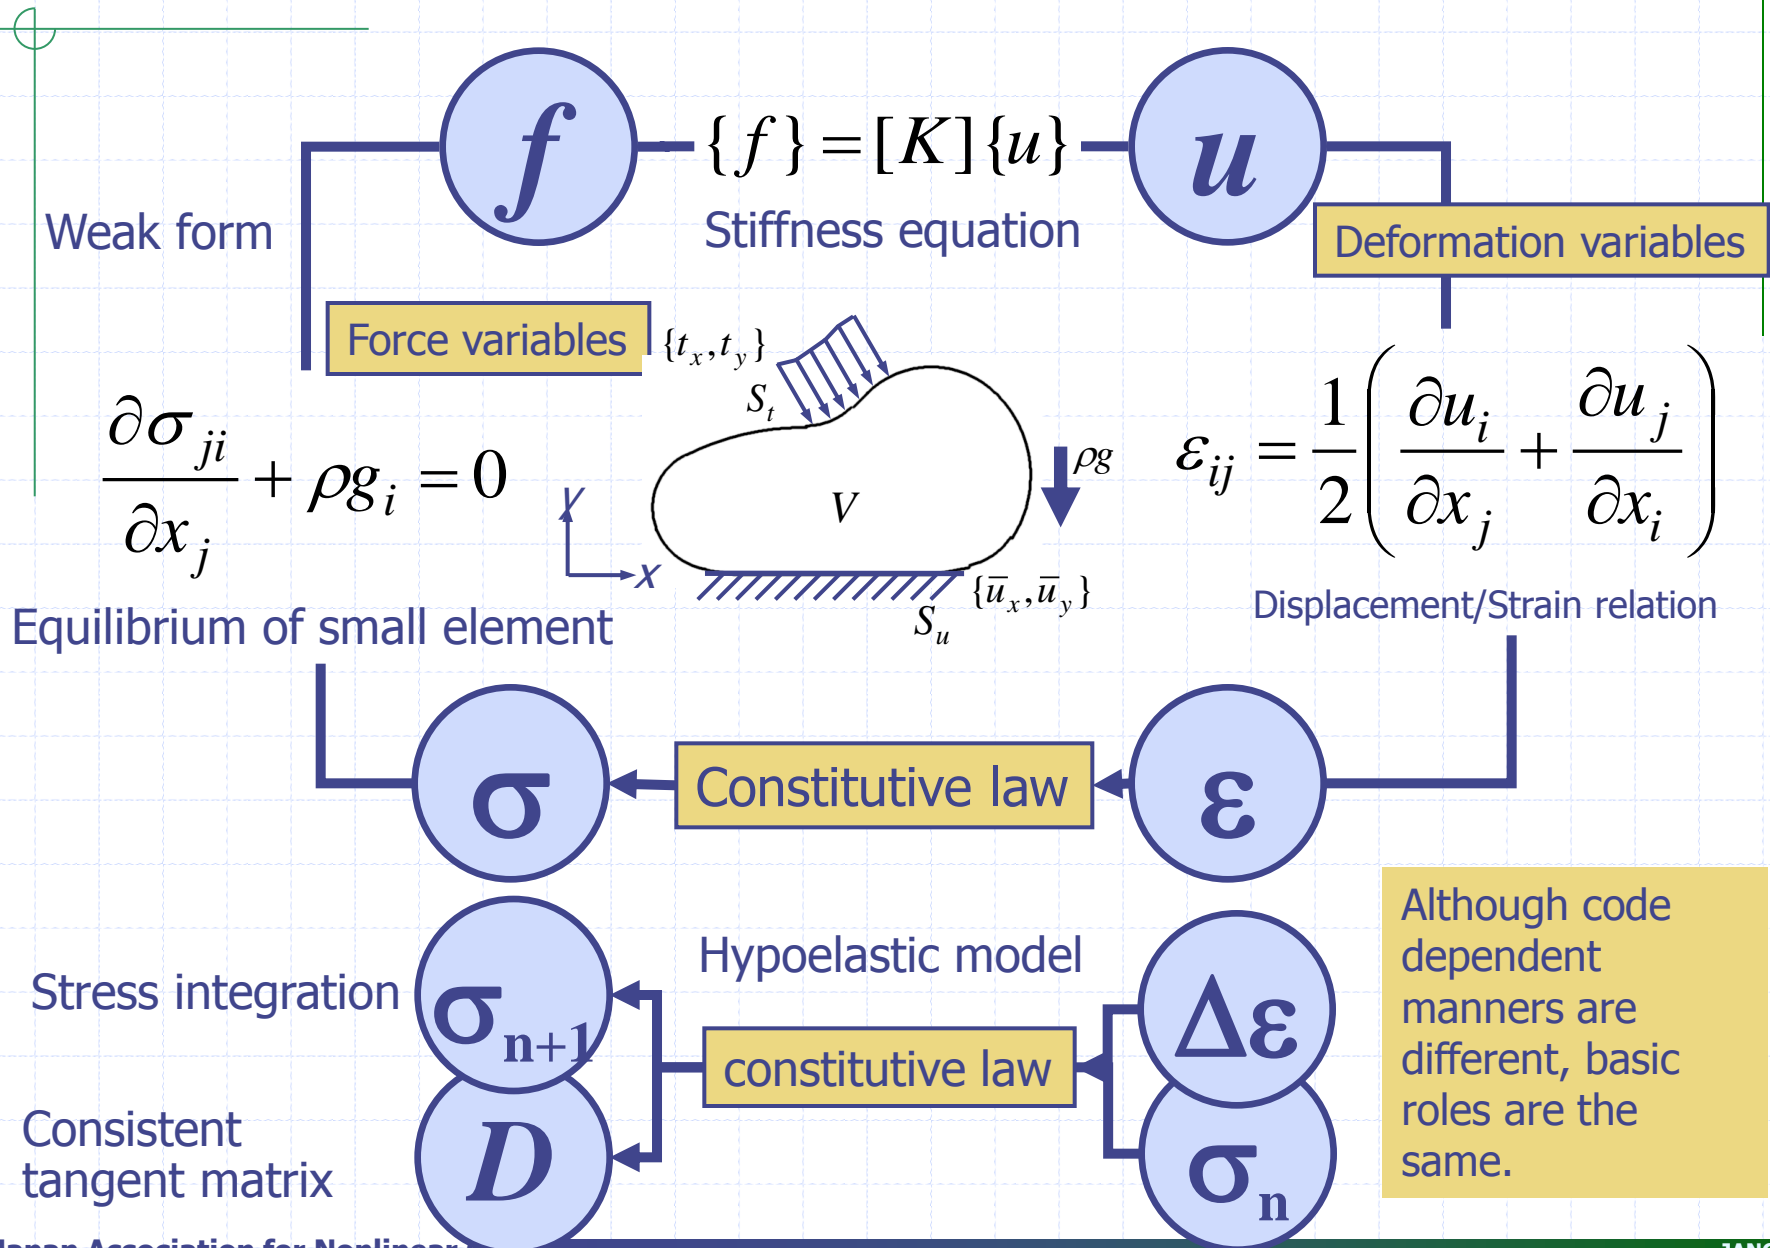 f
{f} = [K]{u}
u
Weak form
Stiffness equation
Deformation variables
Force variables
{t_x, t_y}
S_t
∂σ_ji/∂x_j + ρg_i = 0
y
x
V
ρg
ε_ij = 1/2 (∂u_i/∂x_j + ∂u_j/∂x_i)
{ū_x, ū_y}
S_u
Equilibrium of small element
Displacement/Strain relation
σ
Constitutive law
ε
Although code
dependent
manners are
different, basic
roles are the
same.
Hypoelastic model
Stress integration
σ_n+1
constitutive law
Δε
Consistent
tangent matrix
D
σ_n
Association for Nonlinear